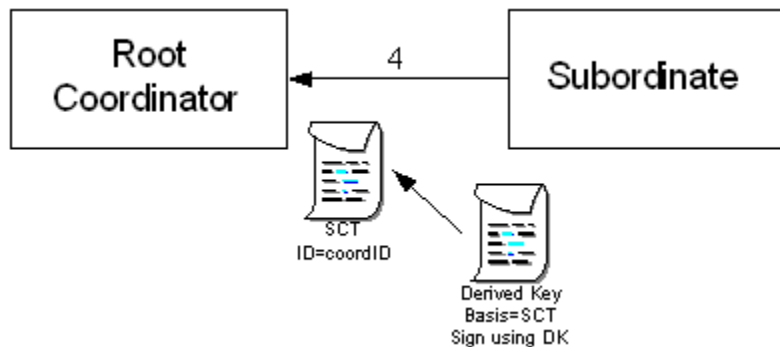 Root
Coordinator
4
Subordinate
SCT
ID=coordID
Derived Key
Basis=SCT
Sign using DK